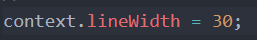 context.lineWidth = 30;